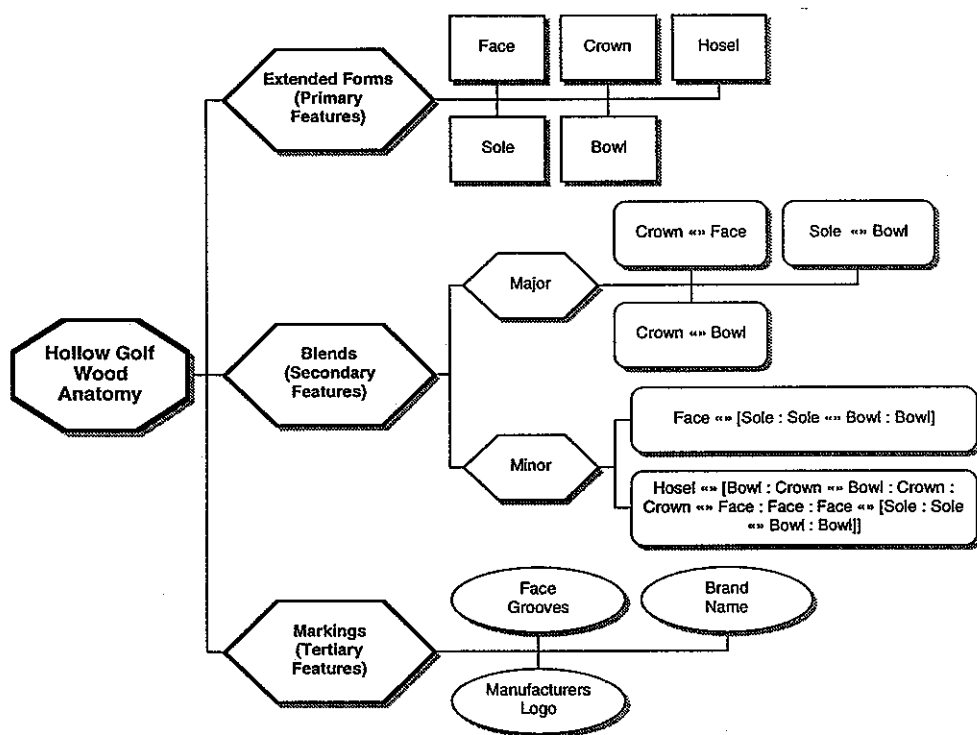 Face
Crown
Hosel
Extended Forms
(Primary
Features)
Sole
Bowl
Crown «» Face
Sole «» Bowl
Major
Crown «» Bowl
Hollow Golf
Wood
Anatomy
Blends
(Secondary
Features)
Face «» [Sole : Sole «» Bowl : Bowl]
Minor
Hosel «» [Bowl : Crown «» Bowl : Crown :
Crown «» Face : Face : Face «» [Sole : Sole
«» Bowl : Bowl]]
Face
Grooves
Brand
Name
Markings
(Tertiary
Features)
Manufacturers
Logo